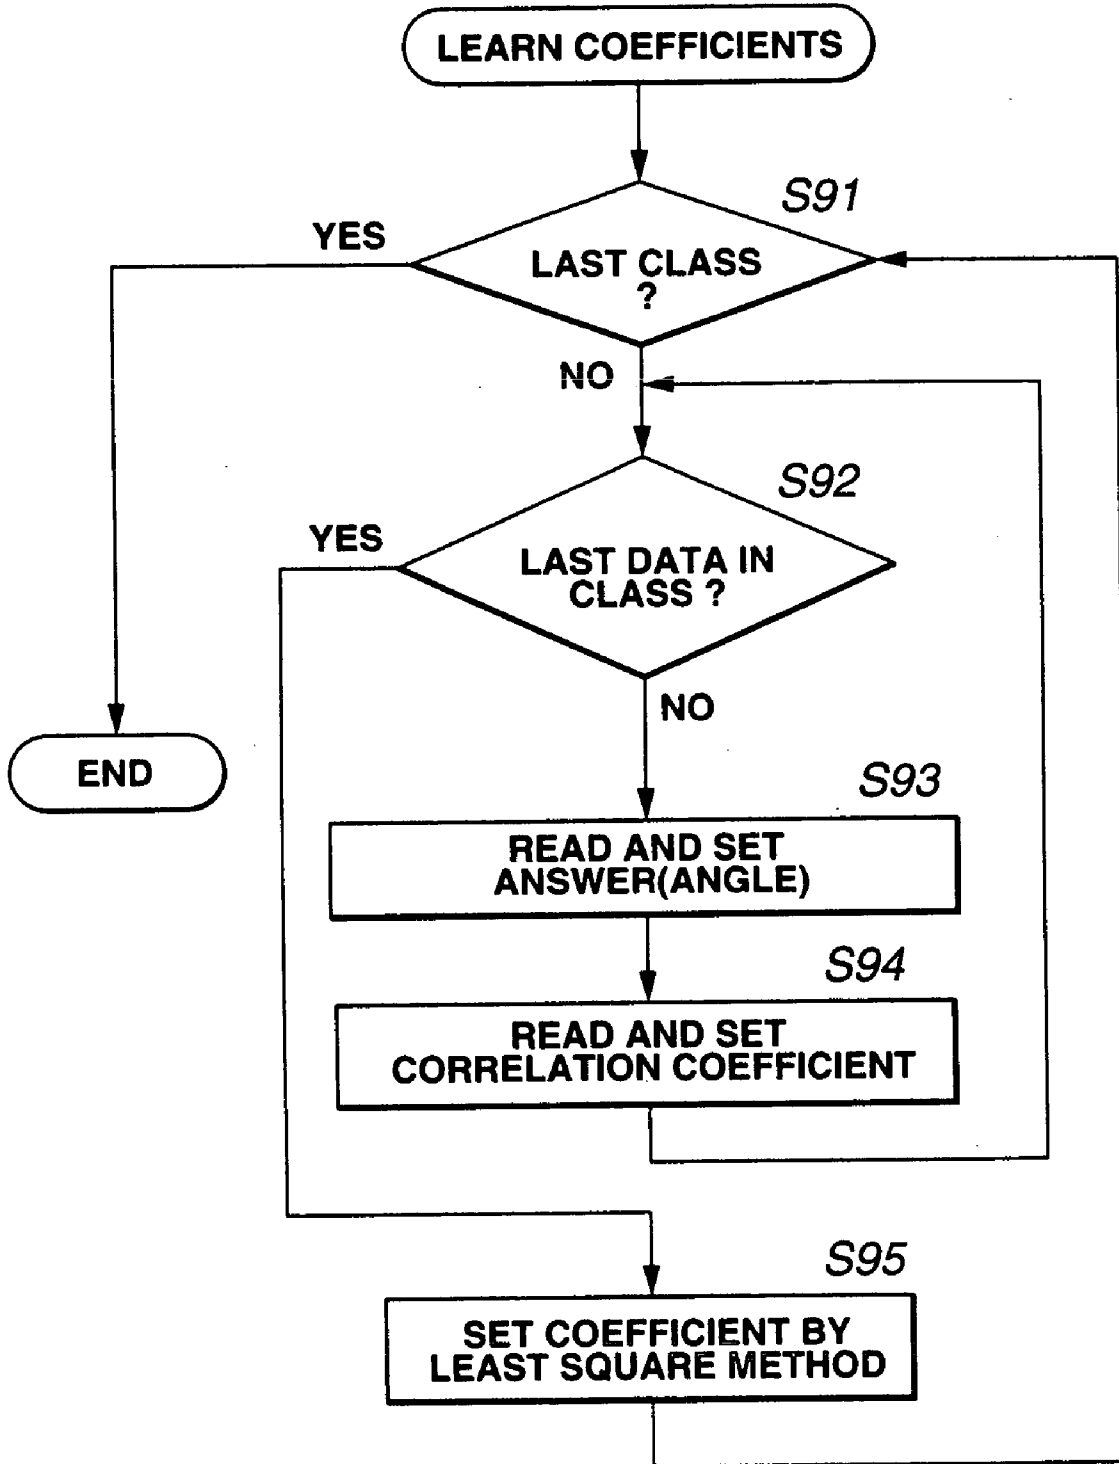 LEARN COEFFICIENTS
S91
YES
LAST CLASS
?
NO
S92
YES
LAST DATA IN
CLASS ?
NO
END
S93
READ AND SET
ANSWER(ANGLE)
S94
READ AND SET
CORRELATION COEFFICIENT
S95
SET COEFFICIENT BY
LEAST SQUARE METHOD